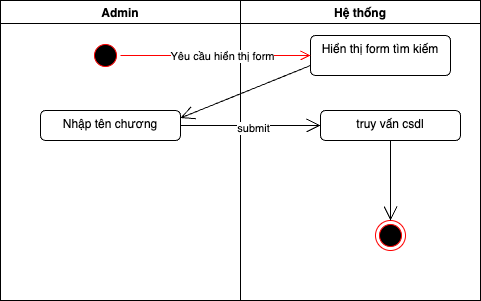 Admin
Hệ thống
Yêu cầu hiển thị form
Hiển thị form tìm kiếm
Nhập tên chương
submit
truy vấn csdl